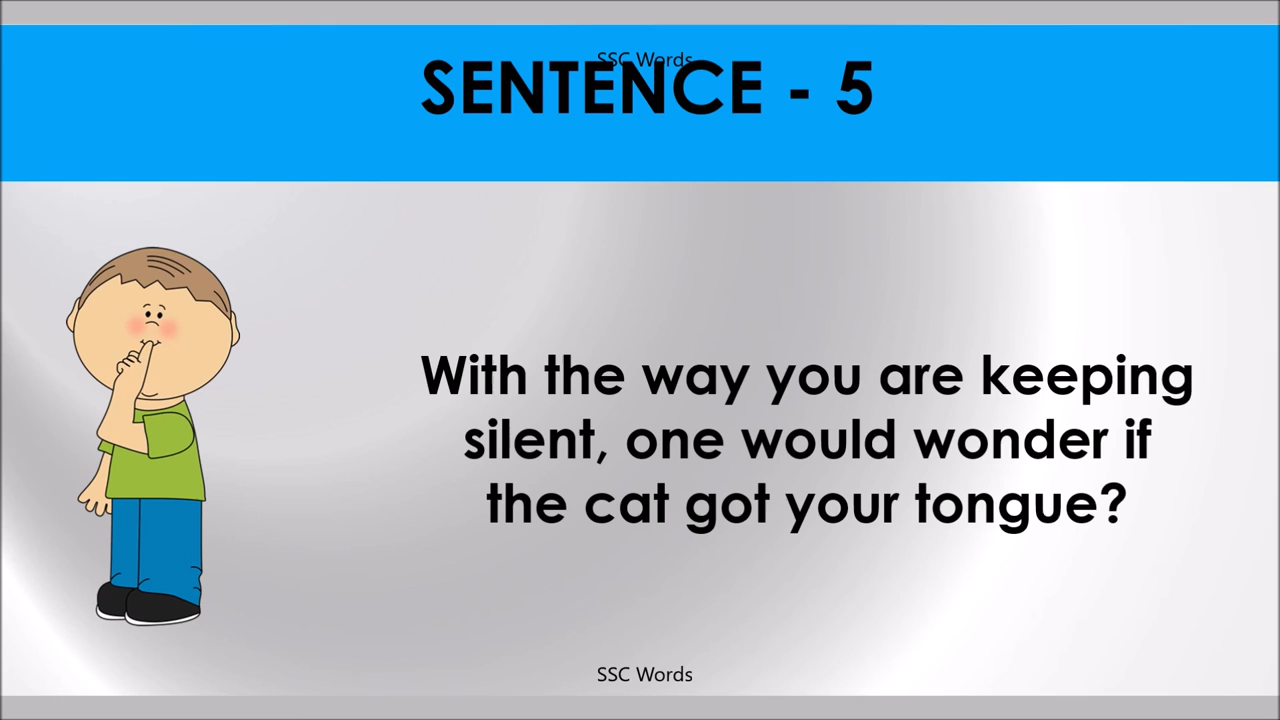 SSC Words
SENTENCE - 5
With the way you are keeping
silent, one would wonder if
the cat got your tongue?
SSC Words